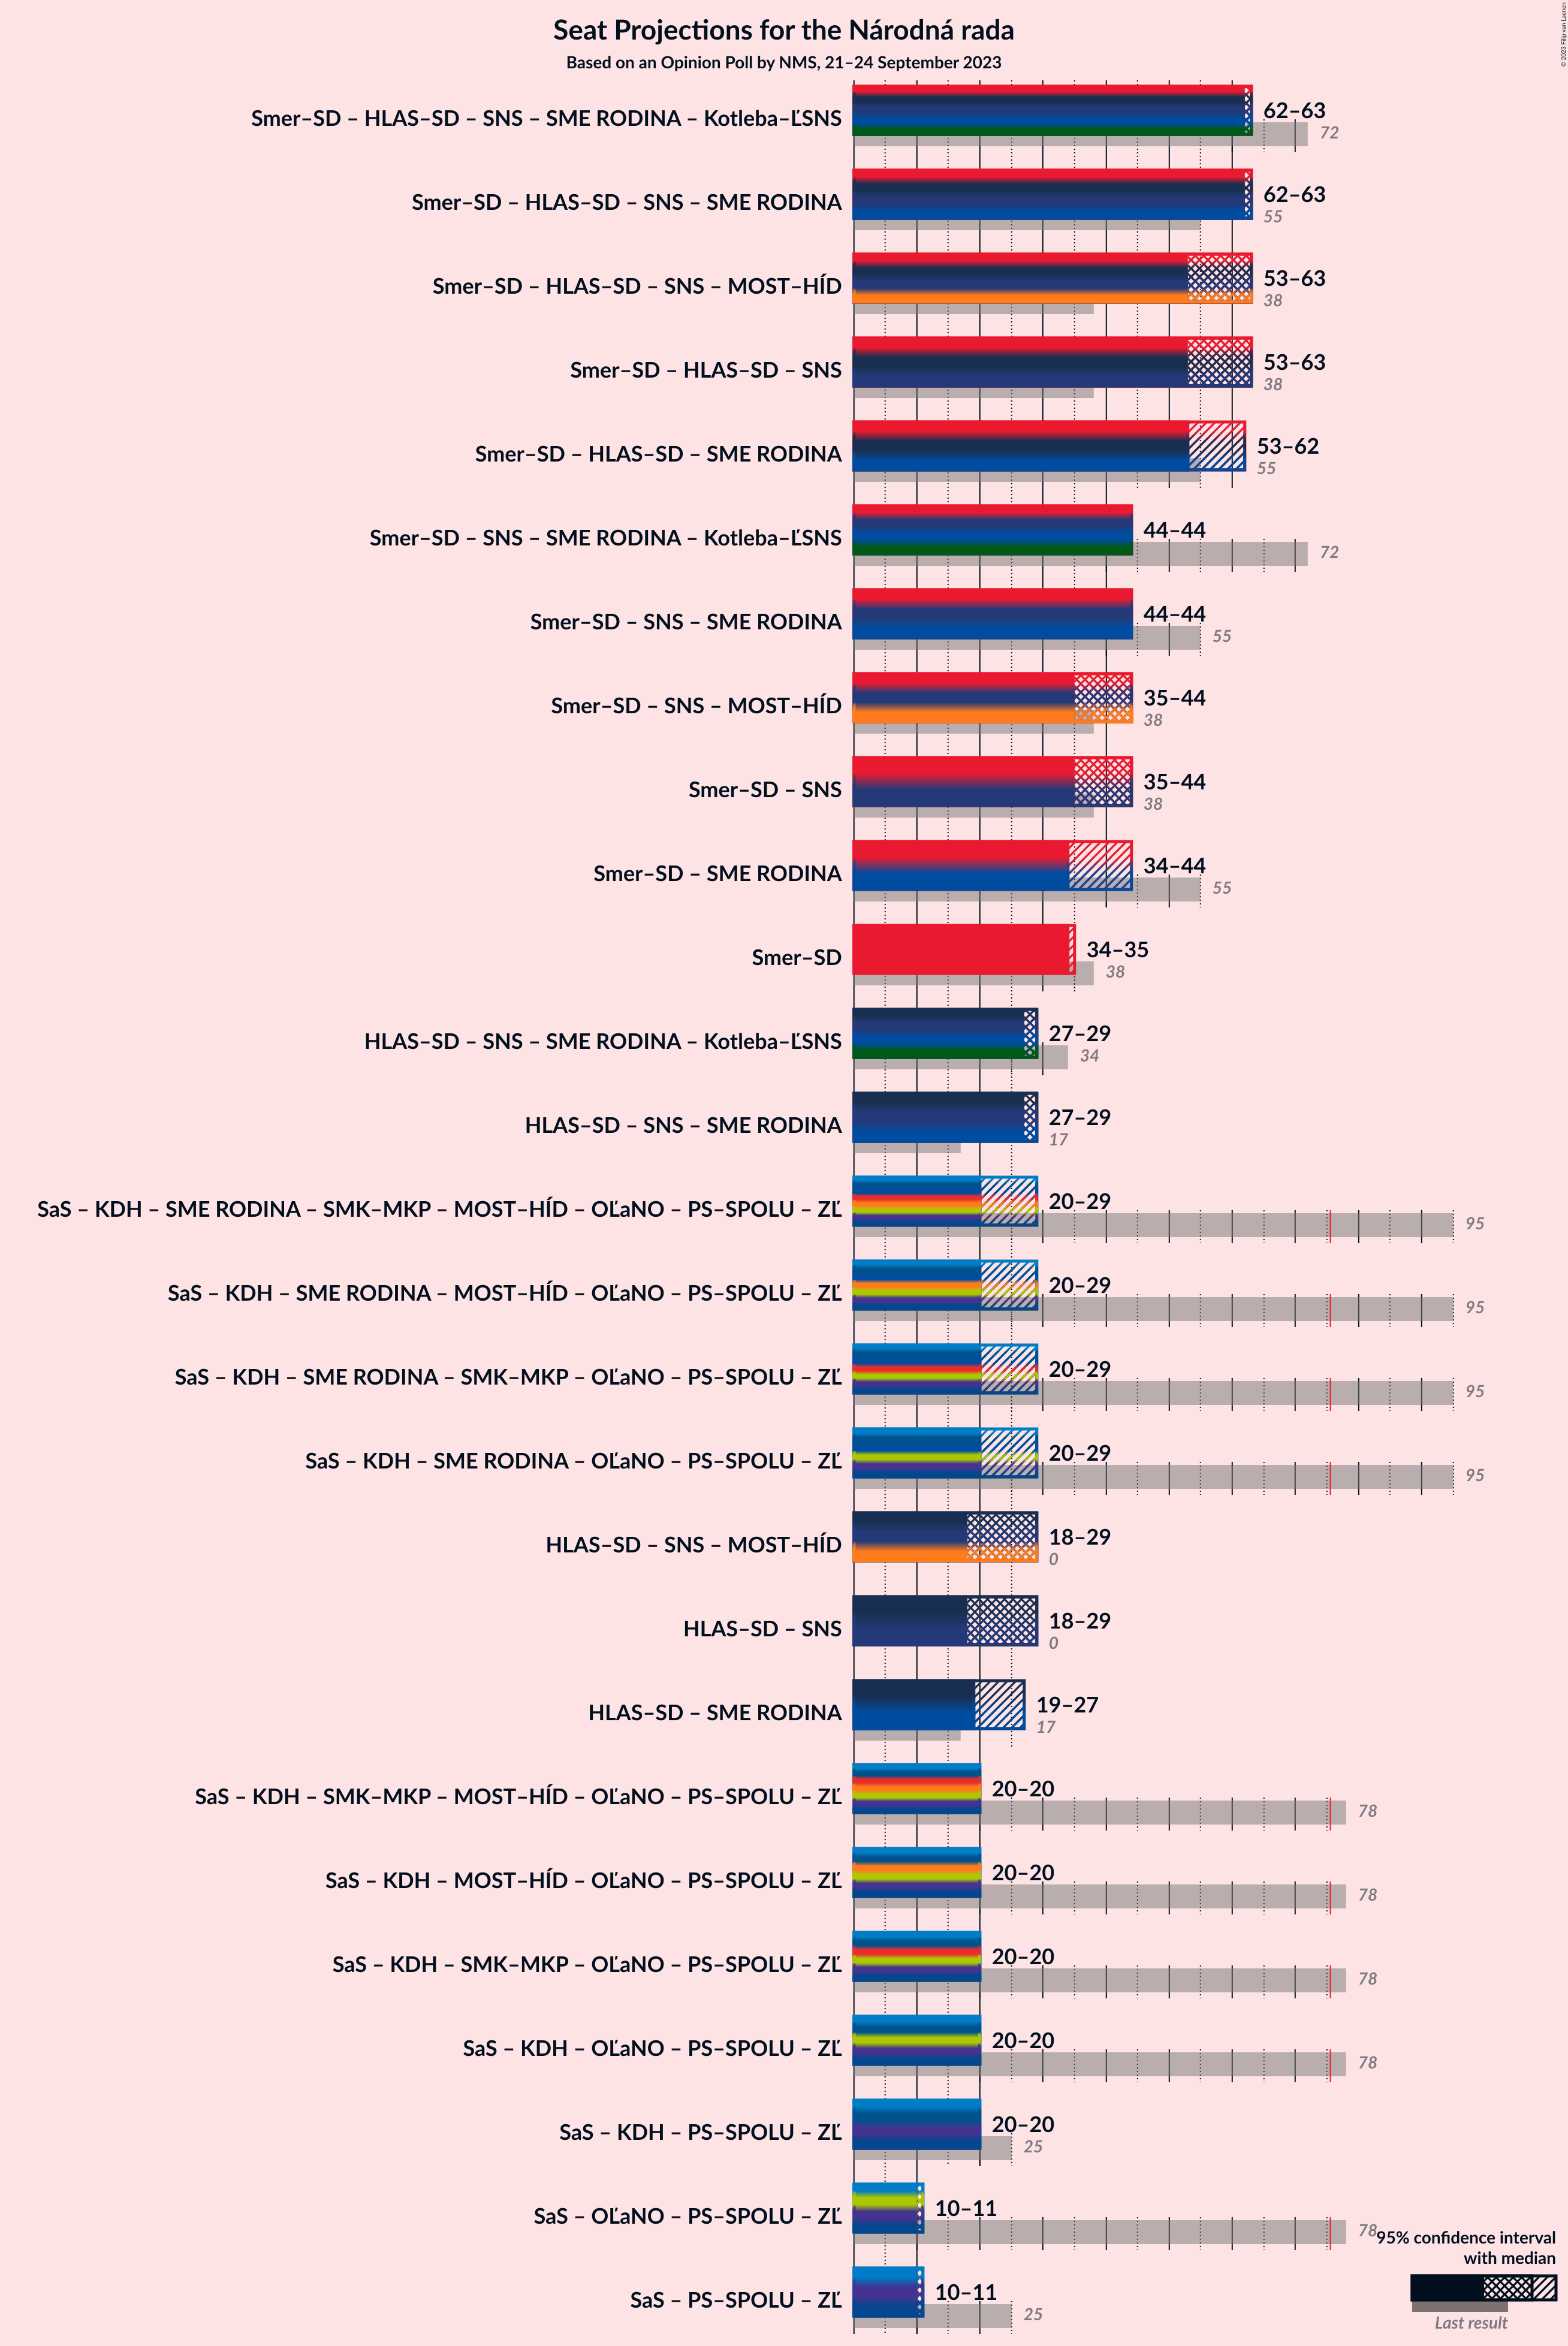 © 2023 Filip van Laenen
Seat Projections for the Národná rada
Based on an Opinion Poll by NMS, 21–24 September 2023
Smer–SD – HLAS–SD – SNS – SME RODINA – Kotleba–ĽSNS
62–63
72
Smer–SD – HLAS–SD – SNS – SME RODINA
62–63
55
Smer–SD – HLAS–SD – SNS – MOST–HÍD
53–63
38
Smer–SD – HLAS–SD – SNS
53–63
38
Smer–SD – HLAS–SD – SME RODINA
53–62
55
Smer–SD – SNS – SME RODINA – Kotleba–ĽSNS
44–44
72
Smer–SD – SNS – SME RODINA
44–44
55
Smer–SD – SNS – MOST–HÍD
35–44
38
Smer–SD – SNS
35–44
38
Smer–SD – SME RODINA
34–44
55
Smer–SD
34–35
38
HLAS–SD – SNS – SME RODINA – Kotleba–ĽSNS
27–29
34
HLAS–SD – SNS – SME RODINA
27–29
17
SaS – KDH – SME RODINA – SMK–MKP – MOST–HÍD – OĽaNO – PS–SPOLU – ZĽ
20–29
95
SaS – KDH – SME RODINA – MOST–HÍD – OĽaNO – PS–SPOLU – ZĽ
20–29
95
SaS – KDH – SME RODINA – SMK–MKP – OĽaNO – PS–SPOLU – ZĽ
20–29
95
SaS – KDH – SME RODINA – OĽaNO – PS–SPOLU – ZĽ
20–29
95
HLAS–SD – SNS – MOST–HÍD
18–29
0
HLAS–SD – SNS
18–29
0
HLAS–SD – SME RODINA
19–27
17
SaS – KDH – SMK–MKP – MOST–HÍD – OĽaNO – PS–SPOLU – ZĽ
20–20
78
SaS – KDH – MOST–HÍD – OĽaNO – PS–SPOLU – ZĽ
20–20
78
SaS – KDH – SMK–MKP – OĽaNO – PS–SPOLU – ZĽ
20–20
78
SaS – KDH – OĽaNO – PS–SPOLU – ZĽ
20–20
78
SaS – KDH – PS–SPOLU – ZĽ
20–20
25
SaS – OĽaNO – PS–SPOLU – ZĽ
10–11
78
SaS – PS–SPOLU – ZĽ
10–11
25
95% confidence interval
with median
Last result